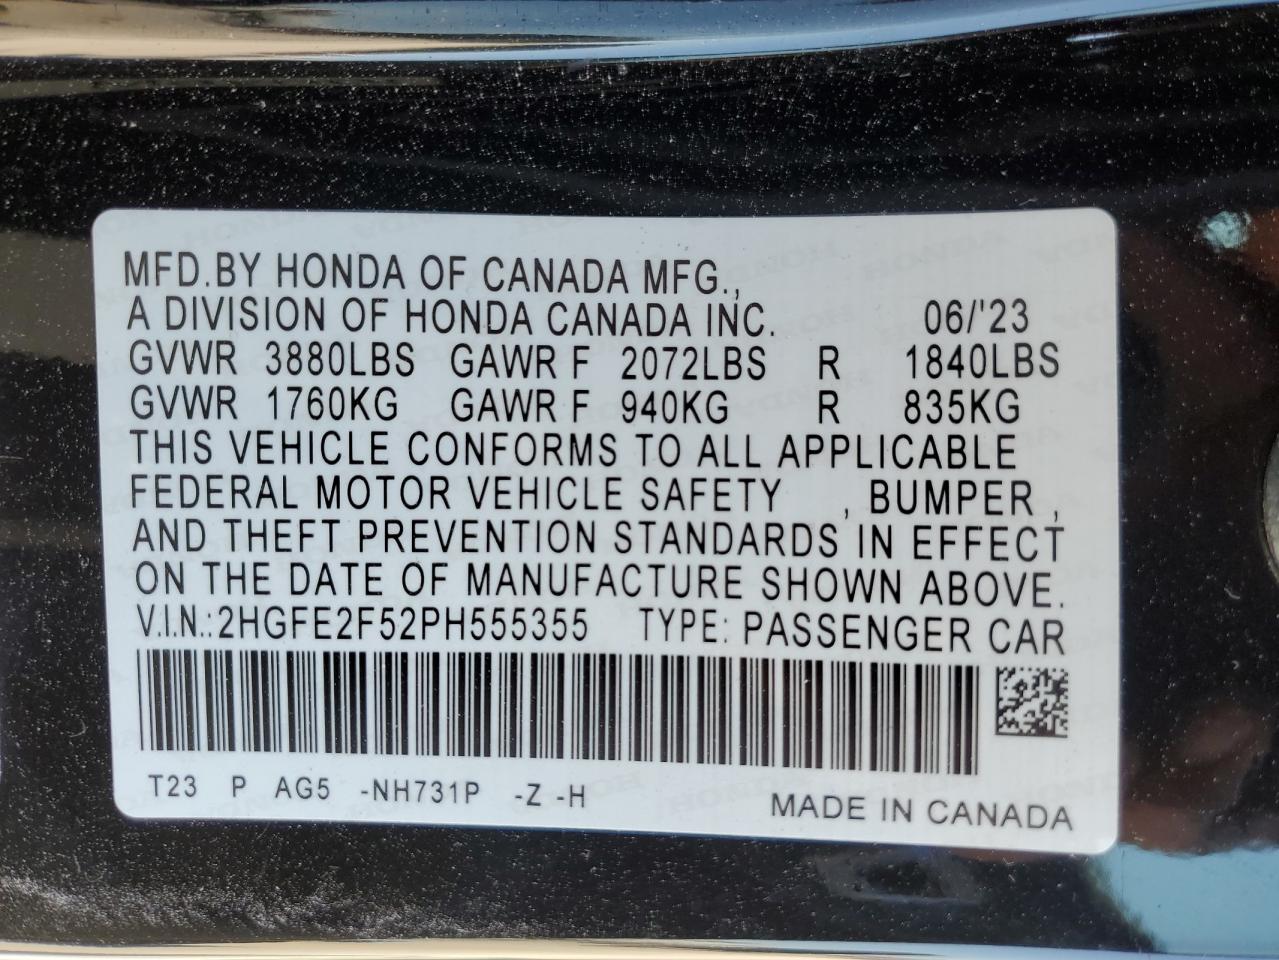 MFD.BY HONDA OF CANADA MFG.,
A DIVISION OF HONDA CANADA INC. 06/'23
GVWR 3880LBS GAWR F 2072LBS R 1840LBS
GVWR 1760KG GAWR F 940KG R 835KG
THIS VEHICLE CONFORMS TO ALL APPLICABLE
FEDERAL MOTOR VEHICLE SAFETY , BUMPER ,
AND THEFT PREVENTION STANDARDS IN EFFECT
ON THE DATE OF MANUFACTURE SHOWN ABOVE.
V.I.N.:2HGFE2F52PH555355 TYPE: PASSENGER CAR
T23 P AG5 -NH731P -Z -H
MADE IN CANADA